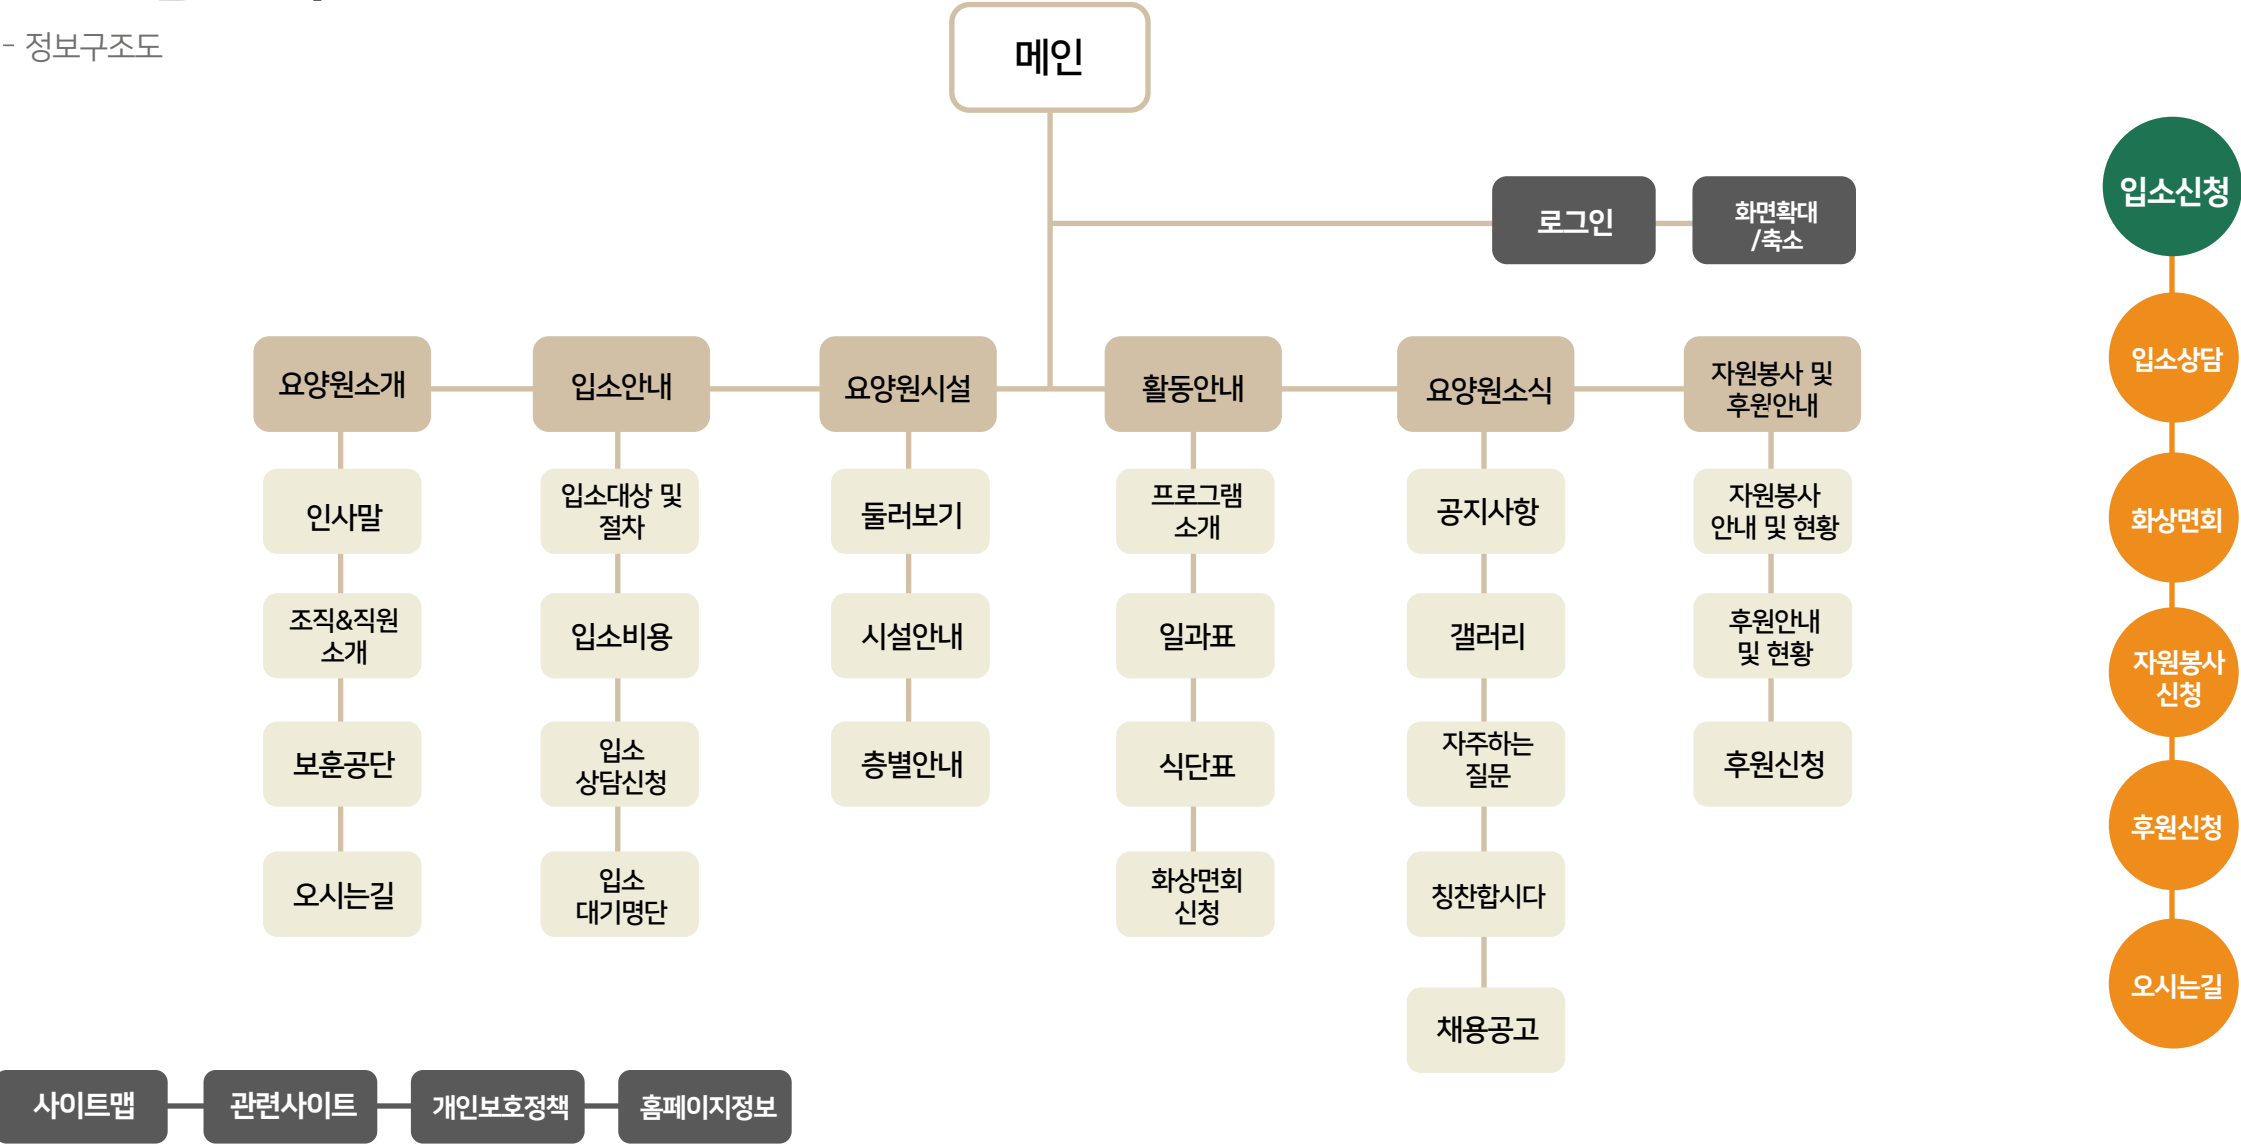 - 정보구조도
메인
로그인
화면확대
/축소
요양원소개
입소안내
요양원시설
활동안내
요양원소식
자원봉사 및
후원안내
인사말
조직&직원
소개
보훈공단
오시는길
입소대상 및
절차
입소비용
입소
상담신청
입소
대기명단
둘러보기
시설안내
층별안내
프로그램
소개
일과표
식단표
화상면회
신청
공지사항
갤러리
자주하는
질문
칭찬합시다
채용공고
자원봉사
안내 및 현황
후원안내
및 현황
후원신청
입소신청
입소상담
화상면회
자원봉사
신청
후원신청
오시는길
사이트맵
관련사이트
개인보호정책
홈페이지정보